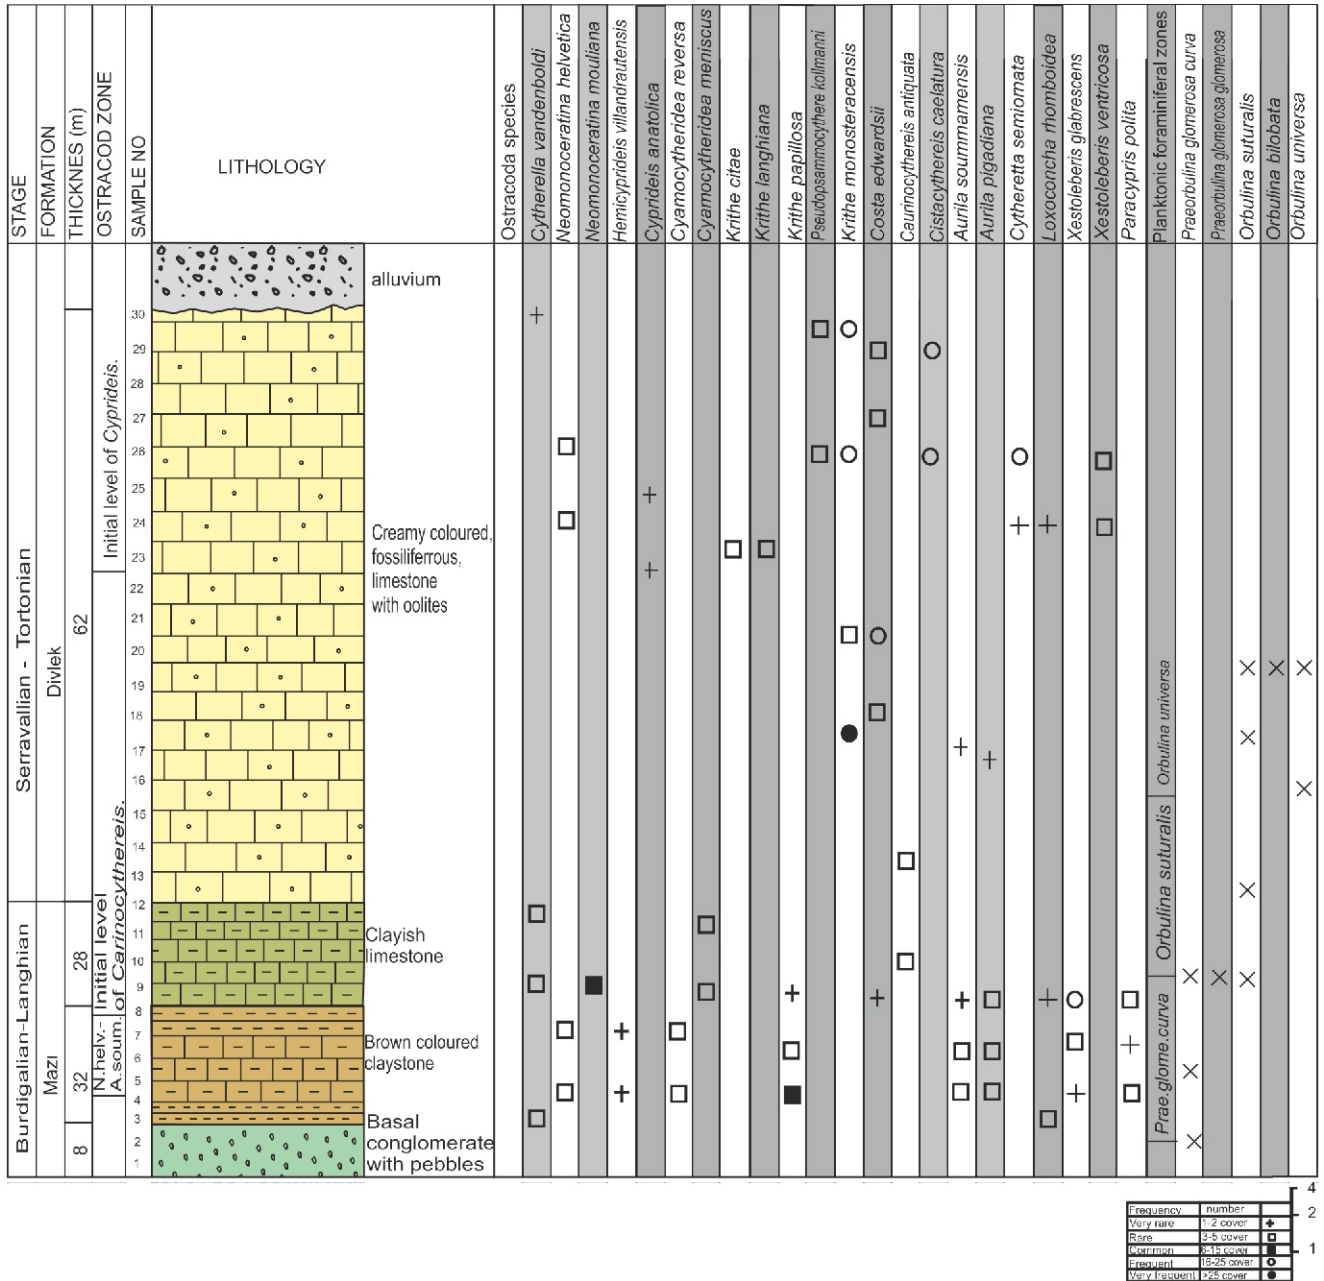 STAGE
FORMATION
THICKNES (m)
OSTRACOD ZONE
SAMPLE NO
LITHOLOGY
Ostracoda species
Cytherella vandenboldi
Neomonoceratina helvetica
Neomonoceratina mouliana
Hemicyprideis villandrautensis
Cyprideis anatolica
Cyamocytheridea reversa
Cyamocytheridea meniscus
Krithe citae
Krithe langhiana
Krithe papillosa
Pseudopsammocythere kollmanni
Krithe monosteracensis
Costa edwardsii
Caurinocythereis antiquata
Cistacythereis caelatura
Aurila soummamensis
Aurila pigadiana
Cytheretta semiornata
Loxoconcha rhomboidea
Xestoleberis glabrescens
Xestoleberis ventricosa
Paracypris polita
Planktonic foraminiferal zones
Praeorbulina glomerosa curva
Praeorbulina glomerosa glomerosa
Orbulina suturalis
Orbulina bilobata
Orbulina universa
Serravallian - Tortonian
Burdigalian-Langhian
Divlek
Mazı
62
28
32
8
Initial level of Cyprideis.
Initial level
of Carinocythereis.
N.helv.-
A.soum.
30
29
28
27
26
25
24
23
22
21
20
19
18
17
16
15
14
13
12
11
10
9
8
7
6
5
4
3
2
1
alluvium
Creamy coloured,
fossiliferrous,
limestone
with oolites
Clayish
limestone
Brown coloured
claystone
Basal
conglomerate
with pebbles
Orbulina universa
Orbulina suturalis
Prae.glome.curva
4
2
1
Frequency number
Very rare 1-2 cover
Rare 3-5 cover
Common 6-15 cover
Frequent 16-25 cover
Very frequent >25 cover